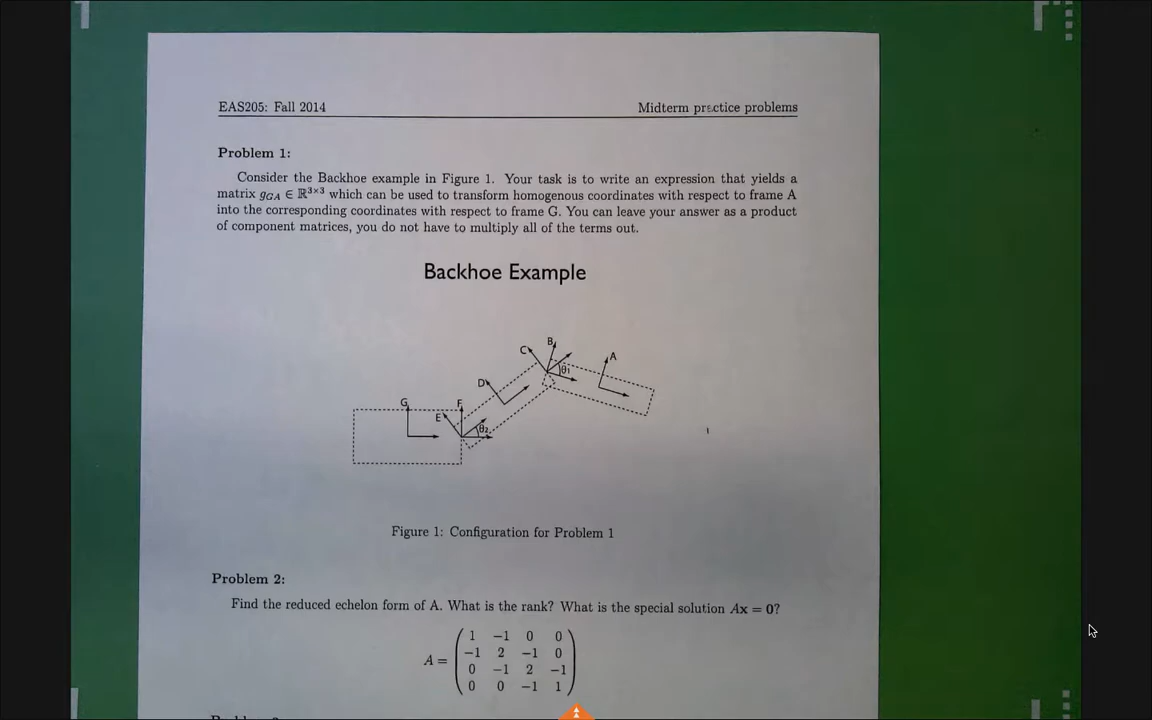 EAS205: Fall 2014 Midterm practice problems
Problem 1:
Consider the Backhoe example in Figure 1. Your task is to write an expression that yields a
matrix g_{GA} ∈ ℝ^{3×3} which can be used to transform homogenous coordinates with respect to frame A
into the corresponding coordinates with respect to frame G. You can leave your answer as a product
of component matrices, you do not have to multiply all of the terms out.
Backhoe Example
B
C
A
θ₁
D
G
F
E
θ₂
Figure 1: Configuration for Problem 1
Problem 2:
Find the reduced echelon form of A. What is the rank? What is the special solution Ax = 0?
A =
1 −1 0 0
−1 2 −1 0
0 −1 2 −1
0 0 −1 1